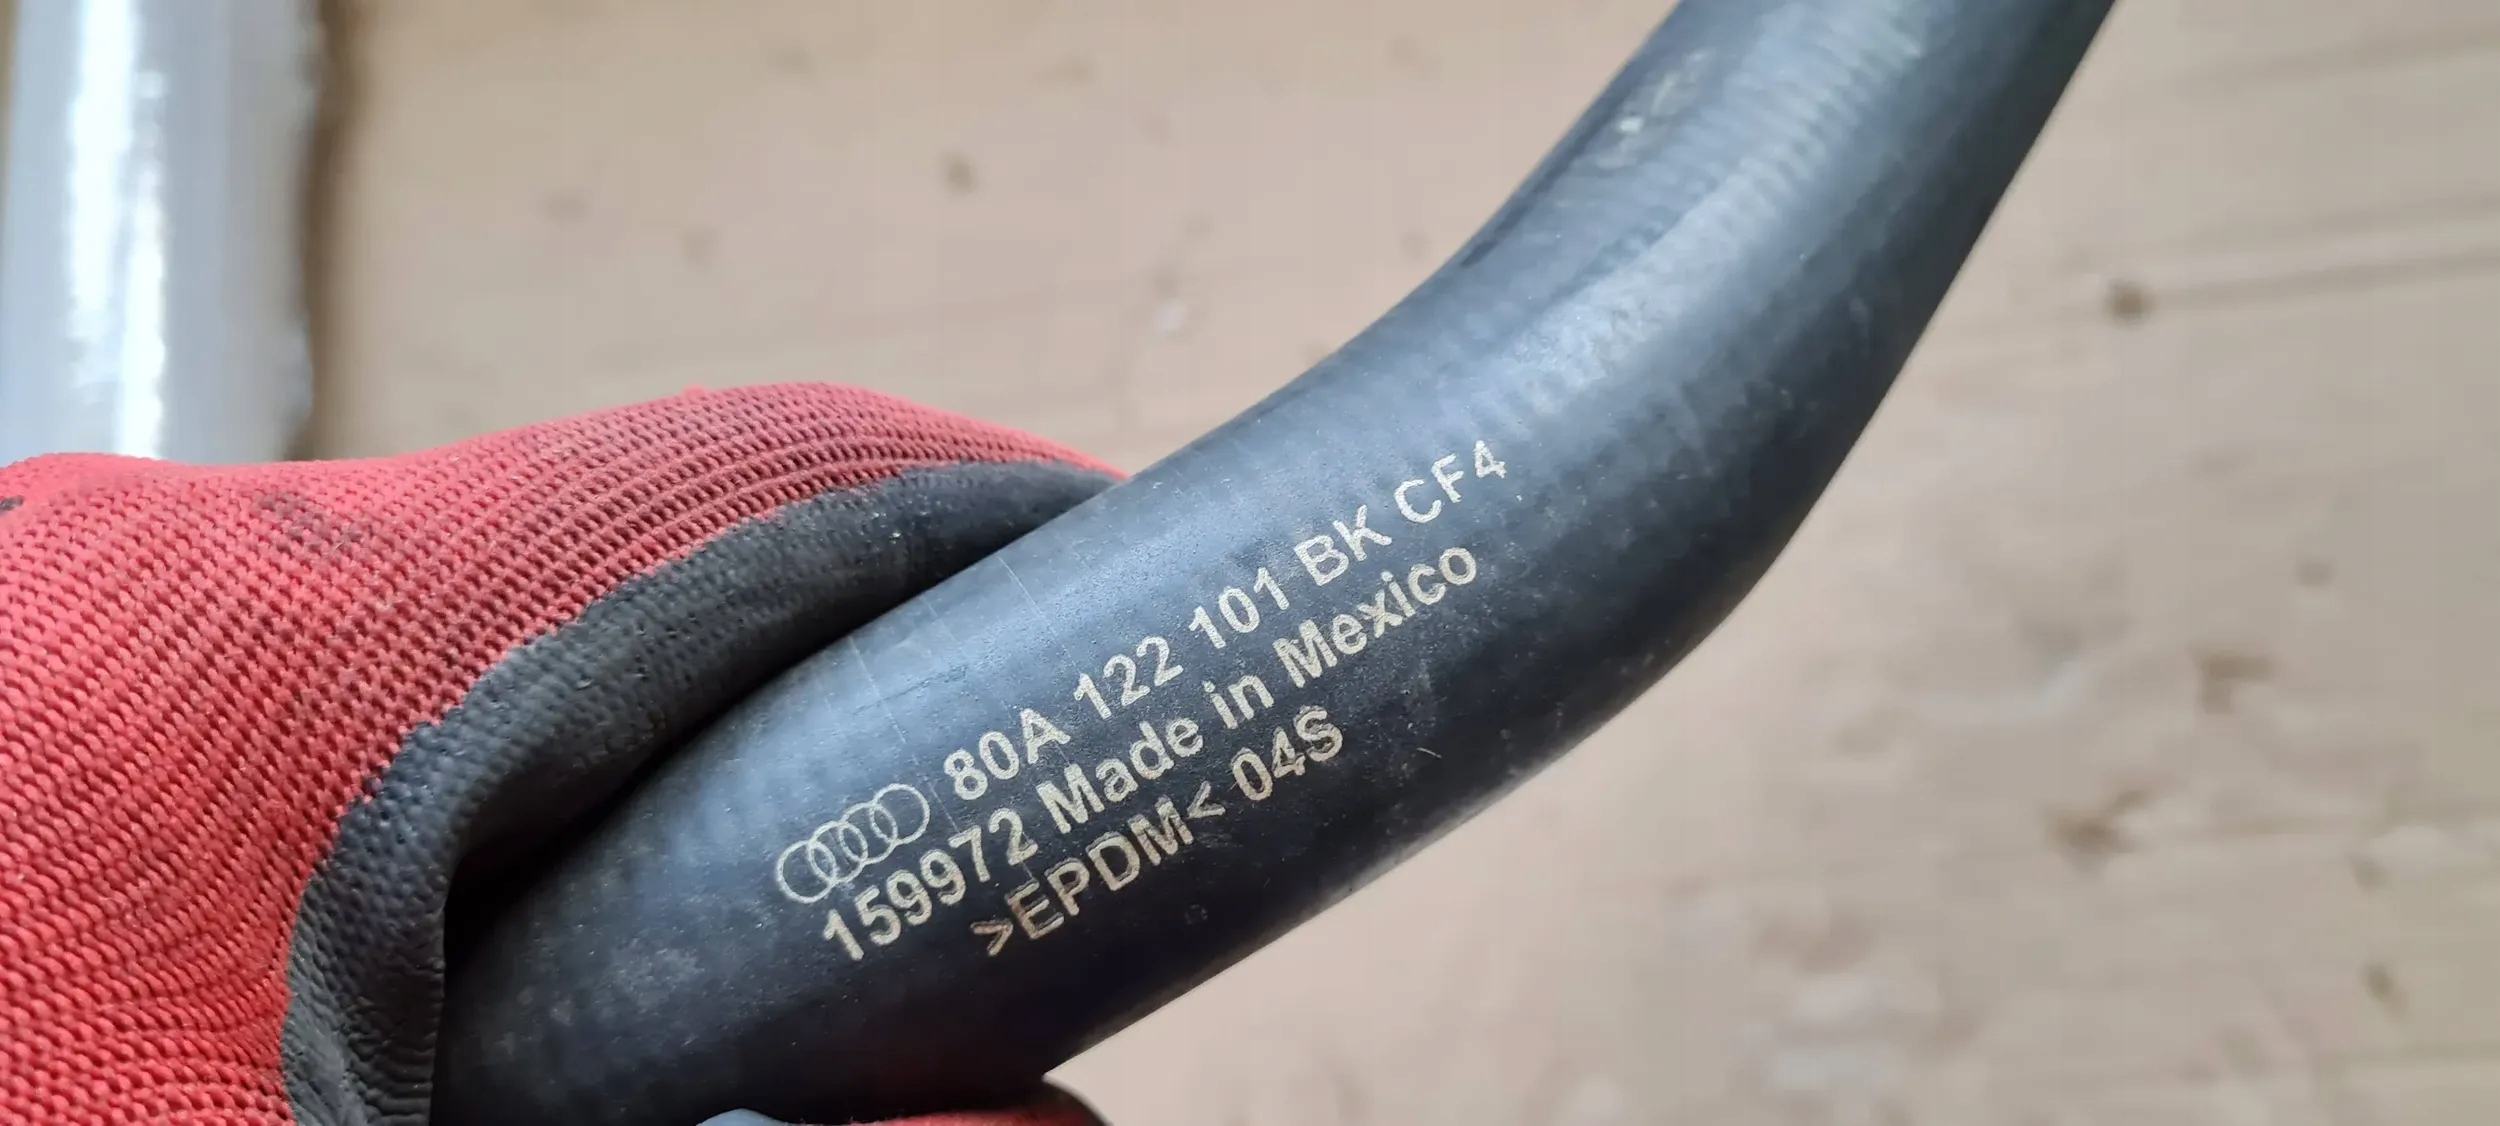 80A 122 101 BK CF4
159972 Made in Mexico
>EPDM< 04S